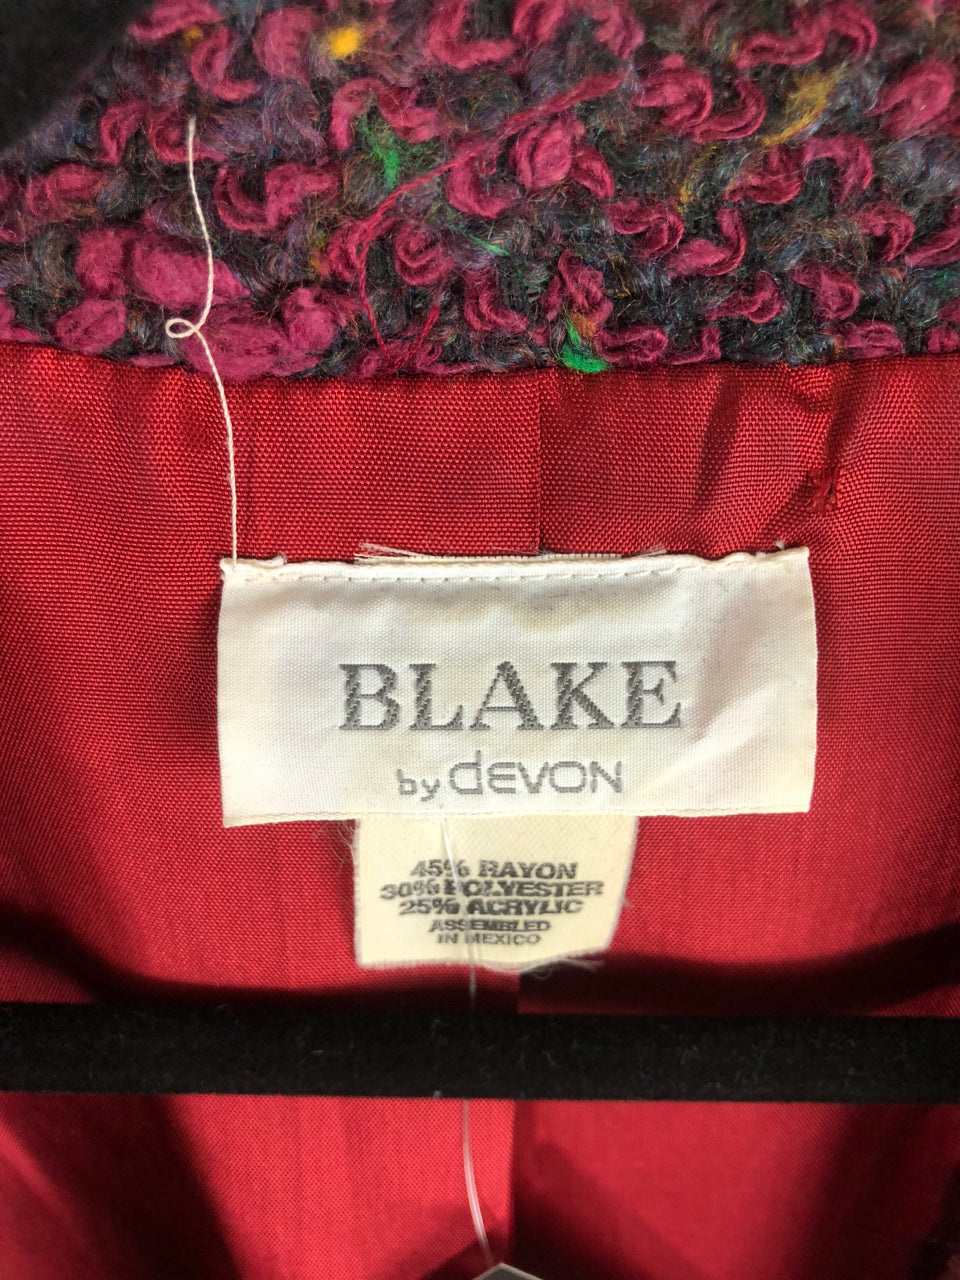 BLAKE
by dEVON
45% RAYON
30% POLYESTER
25% ACRYLIC
ASSEMBLED
IN MEXICO